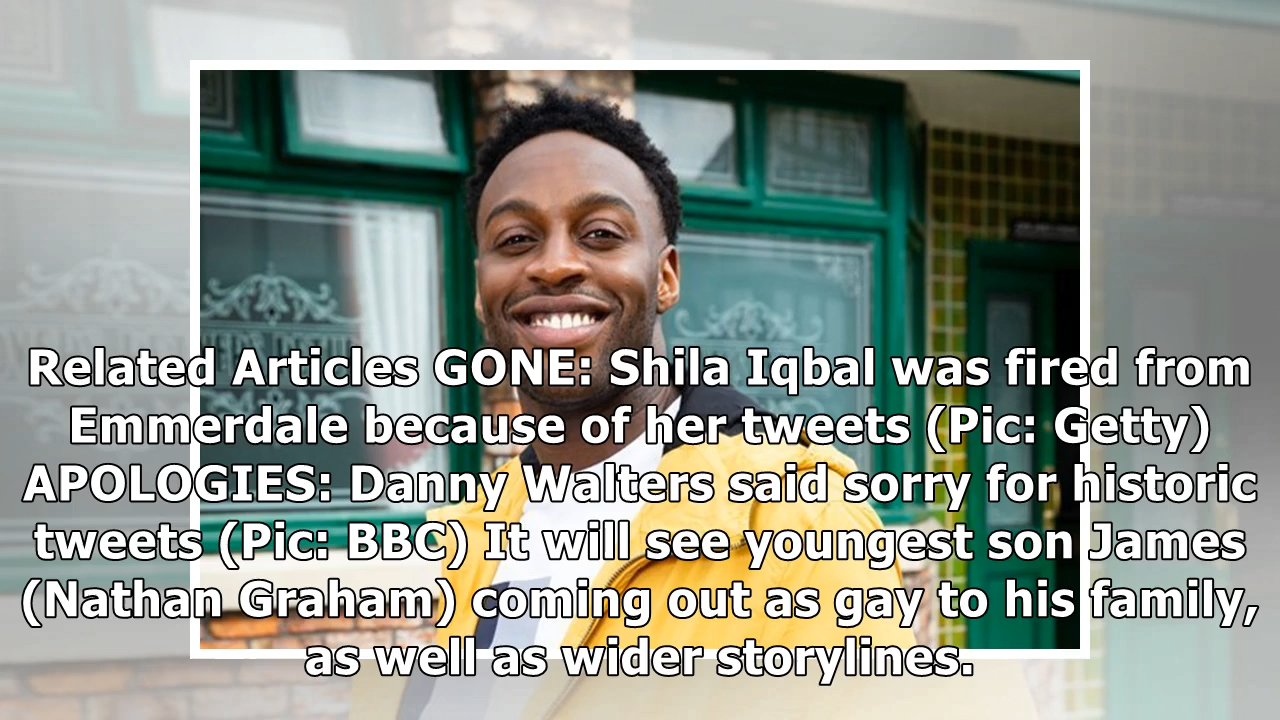 Related Articles GONE: Shila Iqbal was fired from
Emmerdale because of her tweets (Pic: Getty)
APOLOGIES: Danny Walters said sorry for historic
tweets (Pic: BBC) It will see youngest son James
(Nathan Graham) coming out as gay to his family,
as well as wider storylines.